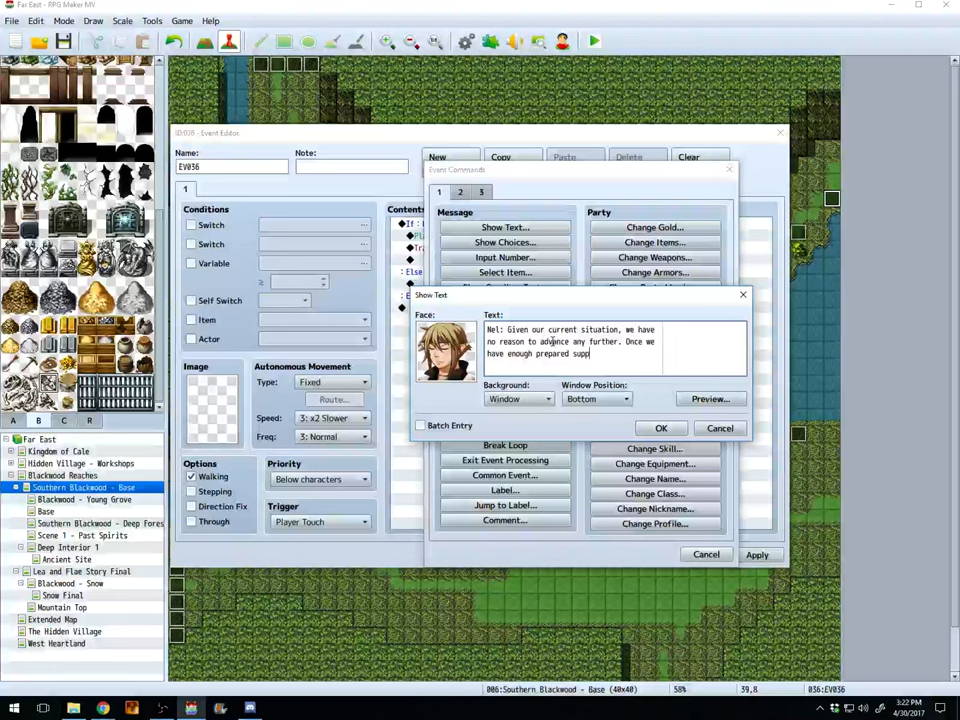 Far East - RPG Maker MV
File Edit Mode Draw Scale Tools Game Help
ID:036 - Event Editor
Name: Note:
EV036
New Copy Paste Delete Clear
1
Conditions
Switch
Switch
Variable
≥
Self Switch
Item
Actor
Image
Autonomous Movement
Type: Fixed
Route...
Speed: 3: x2 Slower
Freq: 3: Normal
Options
Walking
Stepping
Direction Fix
Through
Priority
Below characters
Trigger
Player Touch
Contents
◆If:
◆
◆
◆
:Else
◆
◆
Event Commands
1 2 3
Message
Show Text...
Show Choices...
Input Number...
Select Item...
Party
Change Gold...
Change Items...
Change Weapons...
Change Armors...
Show Text
Face: Text:
Nel: Given our current situation, we have
no reason to advance any further. Once we
have enough prepared supp
Background: Window Position:
Window Bottom Preview...
Batch Entry
OK Cancel
Break Loop
Exit Event Processing
Common Event...
Label...
Jump to Label...
Comment...
Change Skill...
Change Equipment...
Change Name...
Change Class...
Change Nickname...
Change Profile...
Cancel Apply
A B C R
Far East
Kingdom of Cale
Hidden Village - Workshops
Blackwood Reaches
Southern Blackwood - Base
Blackwood - Young Grove
Base
Southern Blackwood - Deep Fores
Scene 1 - Past Spirits
Deep Interior 1
Ancient Site
Lea and Flae Story Final
Blackwood - Snow
Snow Final
Mountain Top
Extended Map
The Hidden Village
West Heartland
006:Southern Blackwood - Base (40x40) 58% 39,8 036:EV036
3:22 PM
4/30/2017